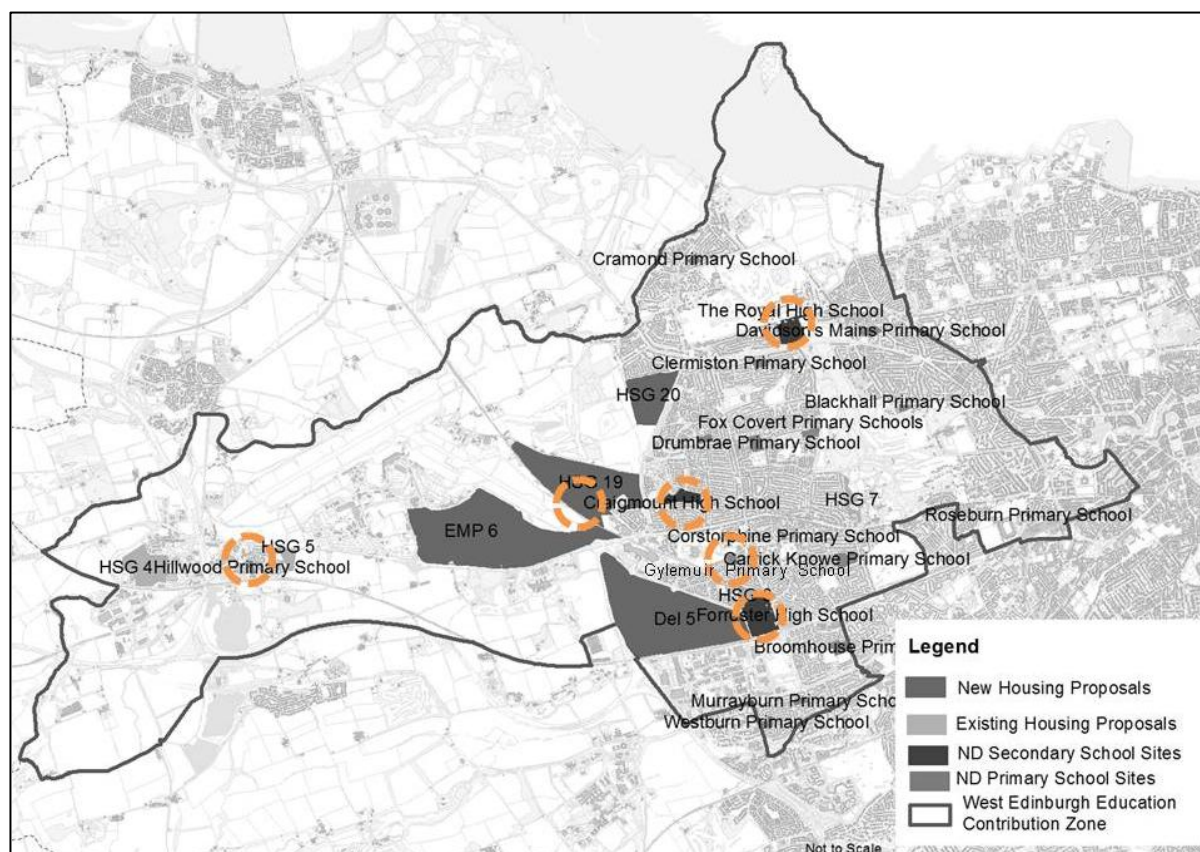 Cramond Primary School
The Royal High School
Davidson's Mains Primary School
Clermiston Primary School
HSG 20
Blackhall Primary School
Fox Covert Primary Schools
Drumbrae Primary School
HSG 19
Craigmount High School
HSG 7
Roseburn Primary School
EMP 6
Corstorphine Primary School
HSG 5
Carrick Knowe Primary School
HSG 4
Hillwood Primary School
Gylemuir Primary School
HSG
Del 5
Forrester High School
Broomhouse Prim
Murrayburn Primary Scho
Westburn Primary School
Legend
New Housing Proposals
Existing Housing Proposals
ND Secondary School Sites
ND Primary School Sites
West Edinburgh Education
Contribution Zone
Not to Scale